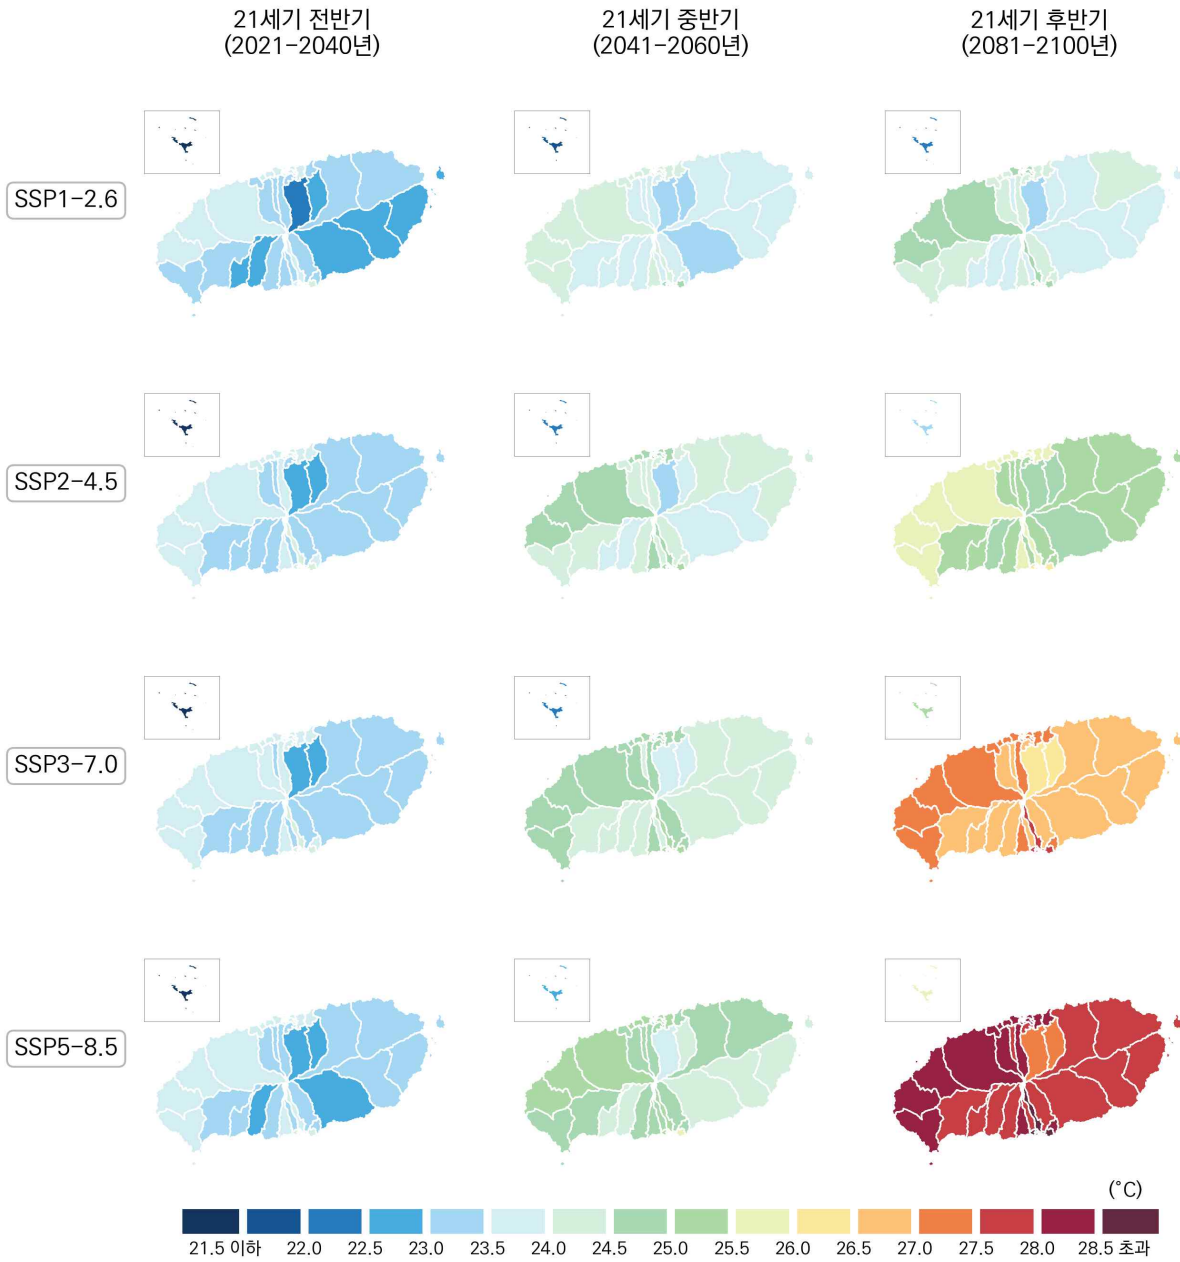 21세기 전반기
(2021-2040년)
21세기 중반기
(2041-2060년)
21세기 후반기
(2081-2100년)
SSP1-2.6
SSP2-4.5
SSP3-7.0
SSP5-8.5
(°C)
21.5 이하 22.0 22.5 23.0 23.5 24.0 24.5 25.0 25.5 26.0 26.5 27.0 27.5 28.0 28.5 초과